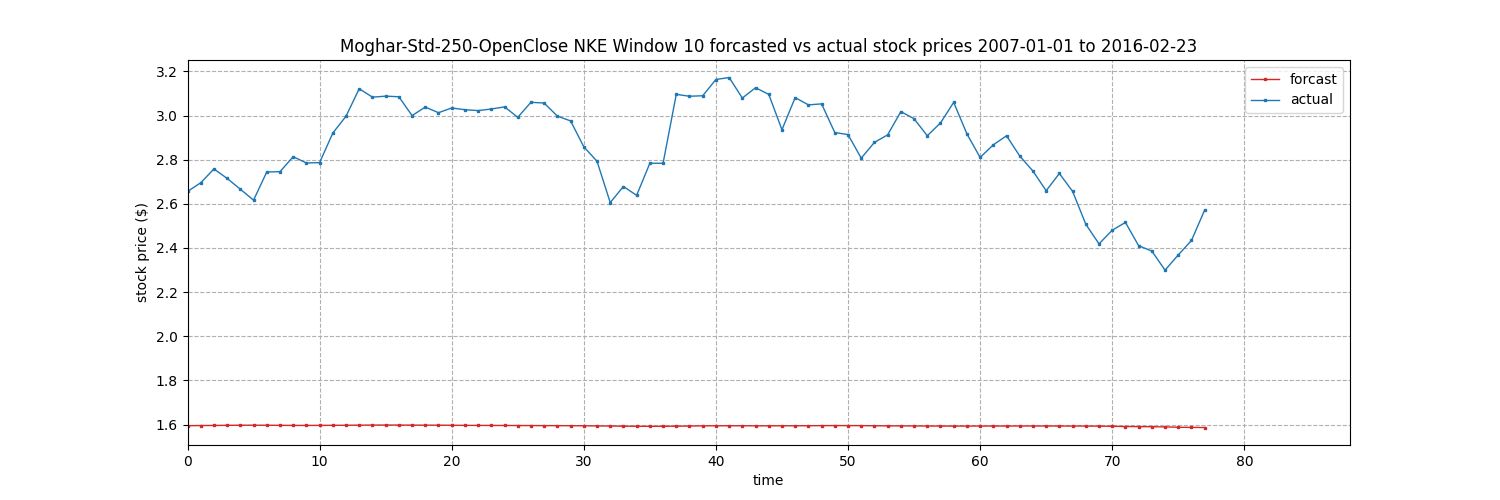 Moghar-Std-250-OpenClose NKE Window 10 forcasted vs actual stock prices 2007-01-01 to 2016-02-23
forcast
actual
stock price ($)
3.2
3.0
2.8
2.6
2.4
2.2
2.0
1.8
1.6
0 10 20 30 40 50 60 70 80
time